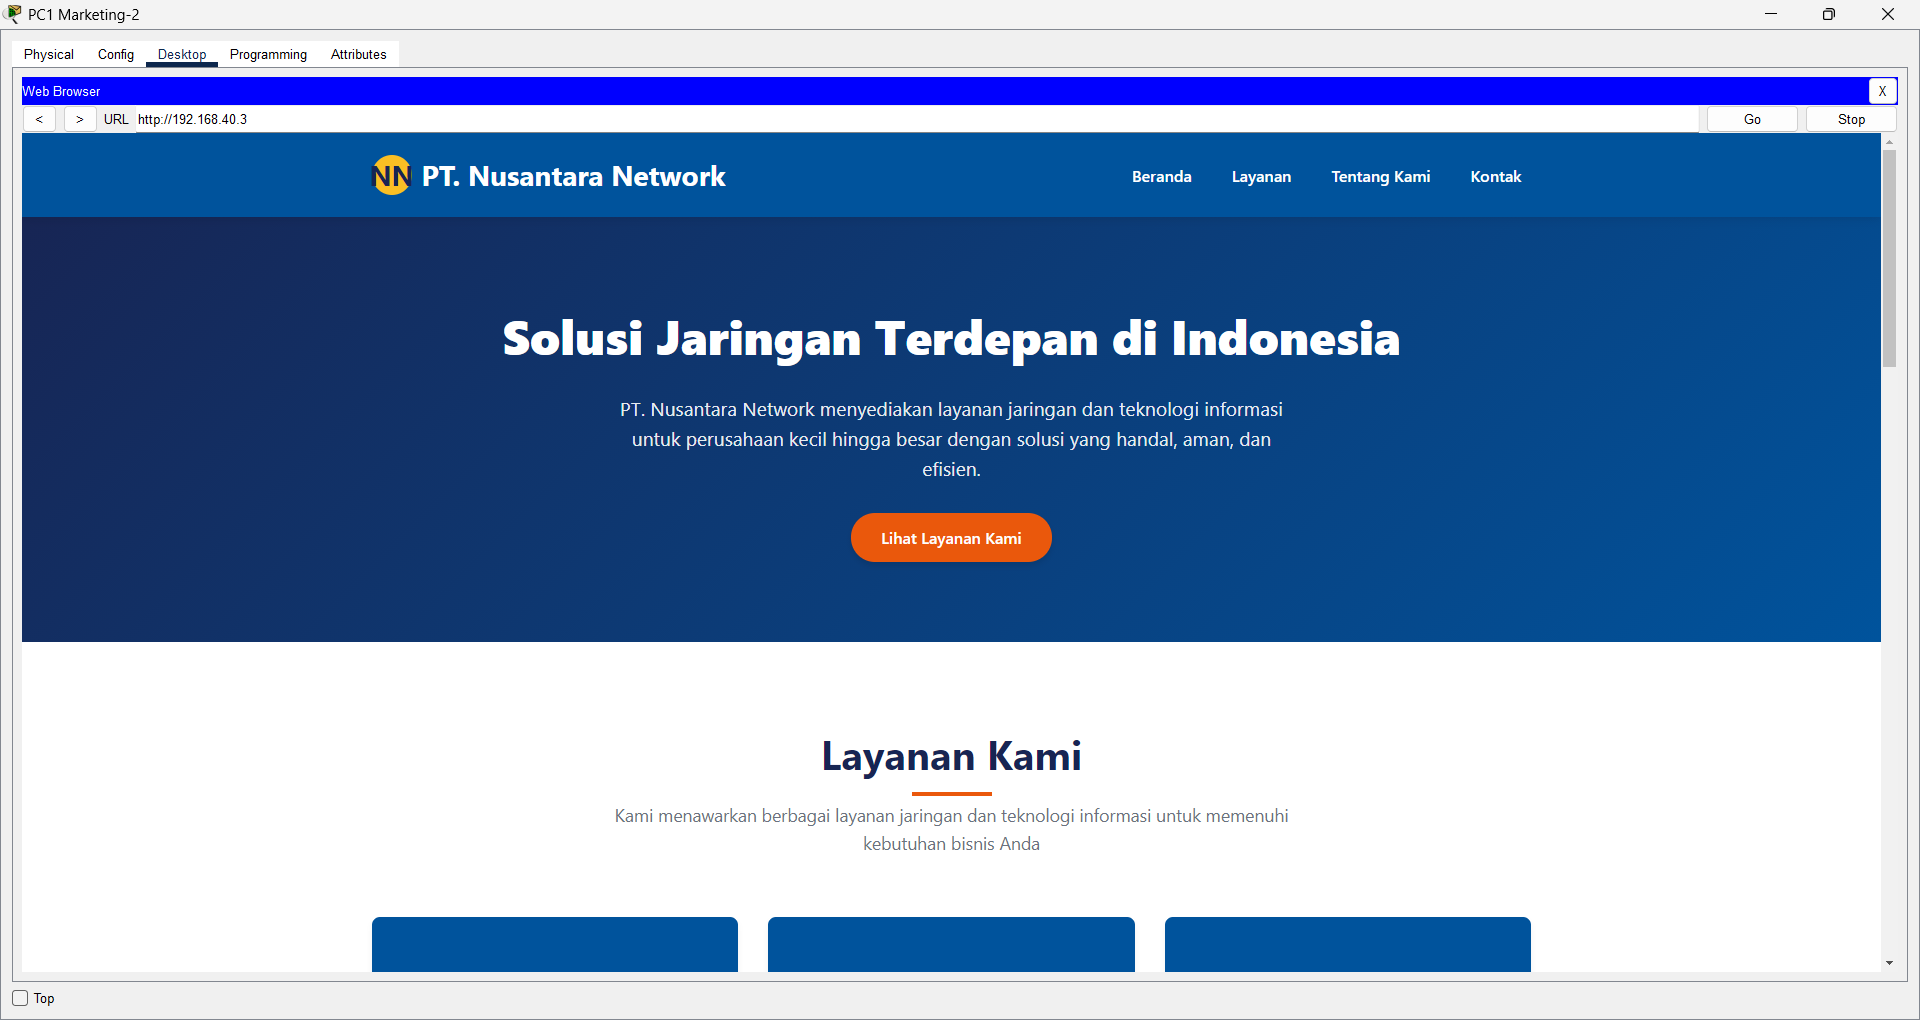 PC1 Marketing-2
Physical Config Desktop Programming Attributes
Web Browser X
< > URL http://192.168.40.3 Go Stop
NN PT. Nusantara Network Beranda Layanan Tentang Kami Kontak
Solusi Jaringan Terdepan di Indonesia
PT. Nusantara Network menyediakan layanan jaringan dan teknologi informasi
untuk perusahaan kecil hingga besar dengan solusi yang handal, aman, dan
efisien.
Lihat Layanan Kami
Layanan Kami
Kami menawarkan berbagai layanan jaringan dan teknologi informasi untuk memenuhi
kebutuhan bisnis Anda
Top